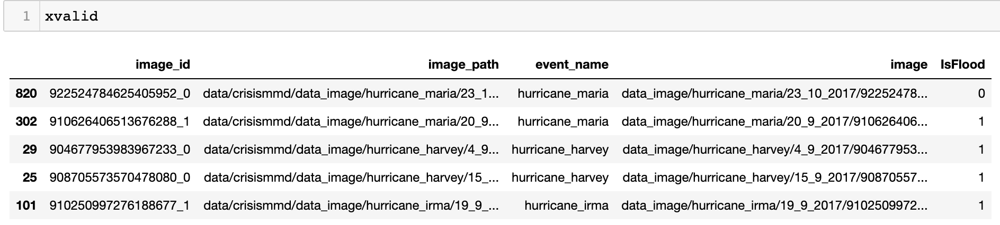 1 xvalid
image_id image_path event_name image IsFlood
820 922524784625405952_0 data/crisismmd/data_image/hurricane_maria/23_1... hurricane_maria data_image/hurricane_maria/23_10_2017/92252478... 0
302 910626406513676288_1 data/crisismmd/data_image/hurricane_maria/20_9... hurricane_maria data_image/hurricane_maria/20_9_2017/910626406... 1
29 904677953983967233_0 data/crisismmd/data_image/hurricane_harvey/4_9... hurricane_harvey data_image/hurricane_harvey/4_9_2017/904677953... 1
25 908705573570478080_0 data/crisismmd/data_image/hurricane_harvey/15_... hurricane_harvey data_image/hurricane_harvey/15_9_2017/90870557... 1
101 910250997276188677_1 data/crisismmd/data_image/hurricane_irma/19_9_... hurricane_irma data_image/hurricane_irma/19_9_2017/9102509972... 1